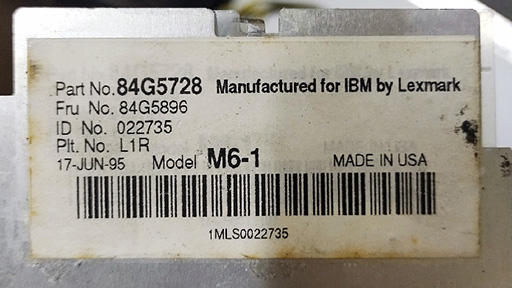 Part No. 84G5728 Manufactured for IBM by Lexmark
Fru No. 84G5896
ID No. 022735
Plt. No. L1R
17-JUN-95 Model M6-1 MADE IN USA
1MLS0022735